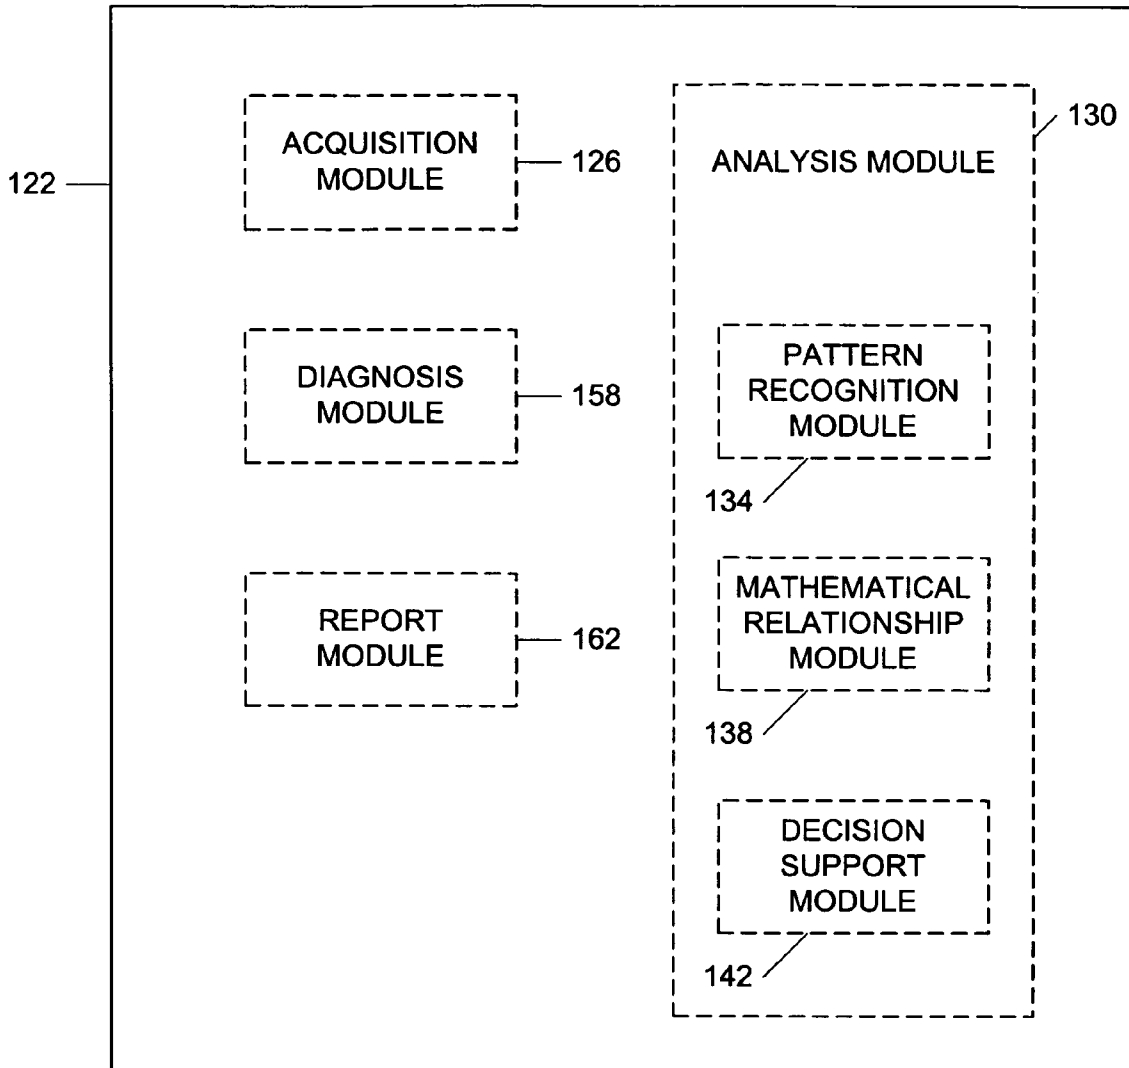 122
ACQUISITION
MODULE
126
DIAGNOSIS
MODULE
158
REPORT
MODULE
162
130
ANALYSIS MODULE
PATTERN
RECOGNITION
MODULE
134
MATHEMATICAL
RELATIONSHIP
MODULE
138
DECISION
SUPPORT
MODULE
142